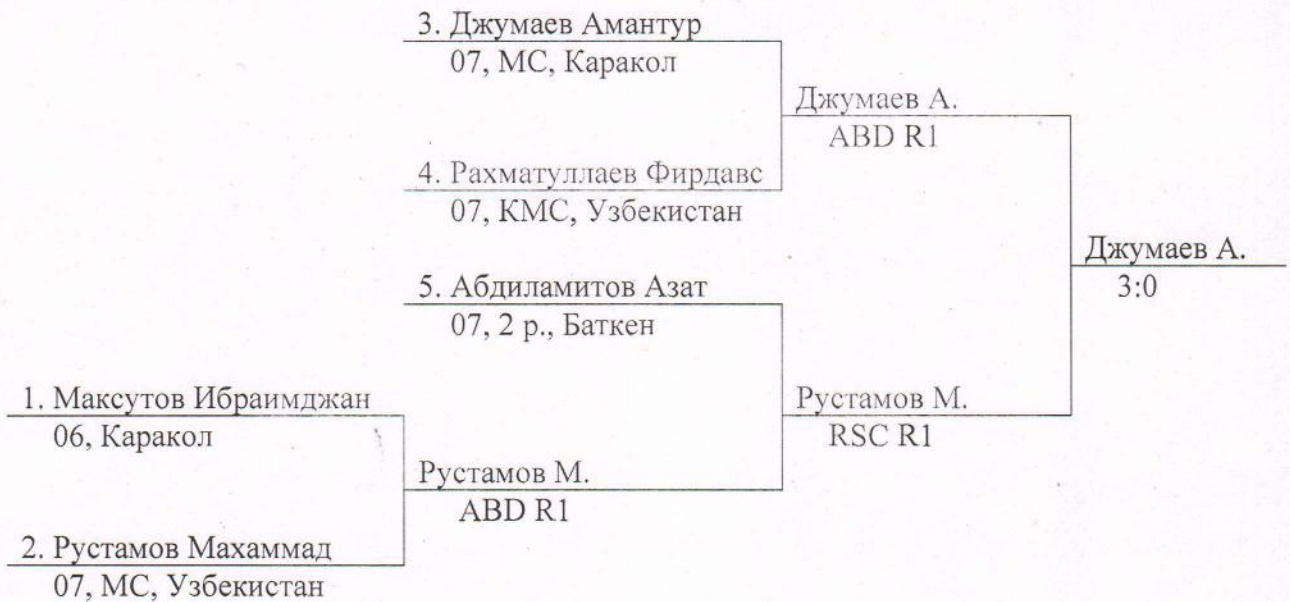 3. Джумаев Амантур
07, МС, Каракол
Джумаев А.
ABD R1
4. Рахматуллаев Фирдавс
07, КМС, Узбекистан
Джумаев А.
3:0
5. Абдиламитов Азат
07, 2 р., Баткен
1. Максутов Ибраимджан
06, Каракол
Рустамов М.
RSC R1
Рустамов М.
ABD R1
2. Рустамов Махаммад
07, МС, Узбекистан